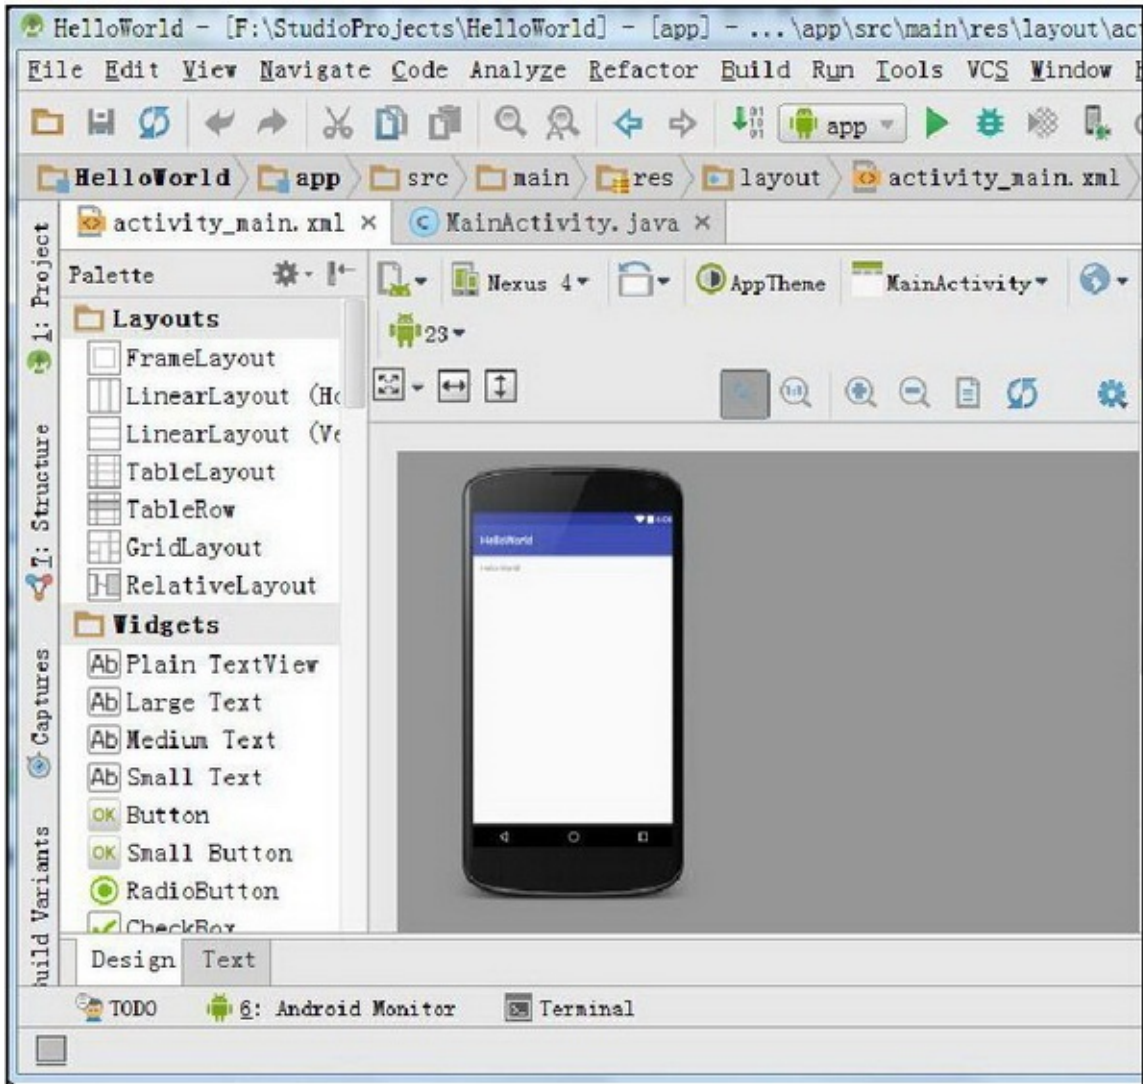 HelloWorld - [F:\StudioProjects\HelloWorld] - [app] - ...\app\src\main\res\layout\ac
File Edit View Navigate Code Analyze Refactor Build Run Tools VCS Window
app
HelloWorld app src main res layout activity_main.xml
activity_main.xml MainActivity.java
1: Project
Palette
Nexus 4 AppTheme MainActivity
23
Layouts
FrameLayout
LinearLayout (Ho
LinearLayout (Ve
TableLayout
TableRow
GridLayout
RelativeLayout
7: Structure
Widgets
Plain TextView
Large Text
Medium Text
Small Text
Button
Small Button
RadioButton
CheckBox
Captures
uild Variants
HelloWorld
Design Text
TODO 6: Android Monitor Terminal